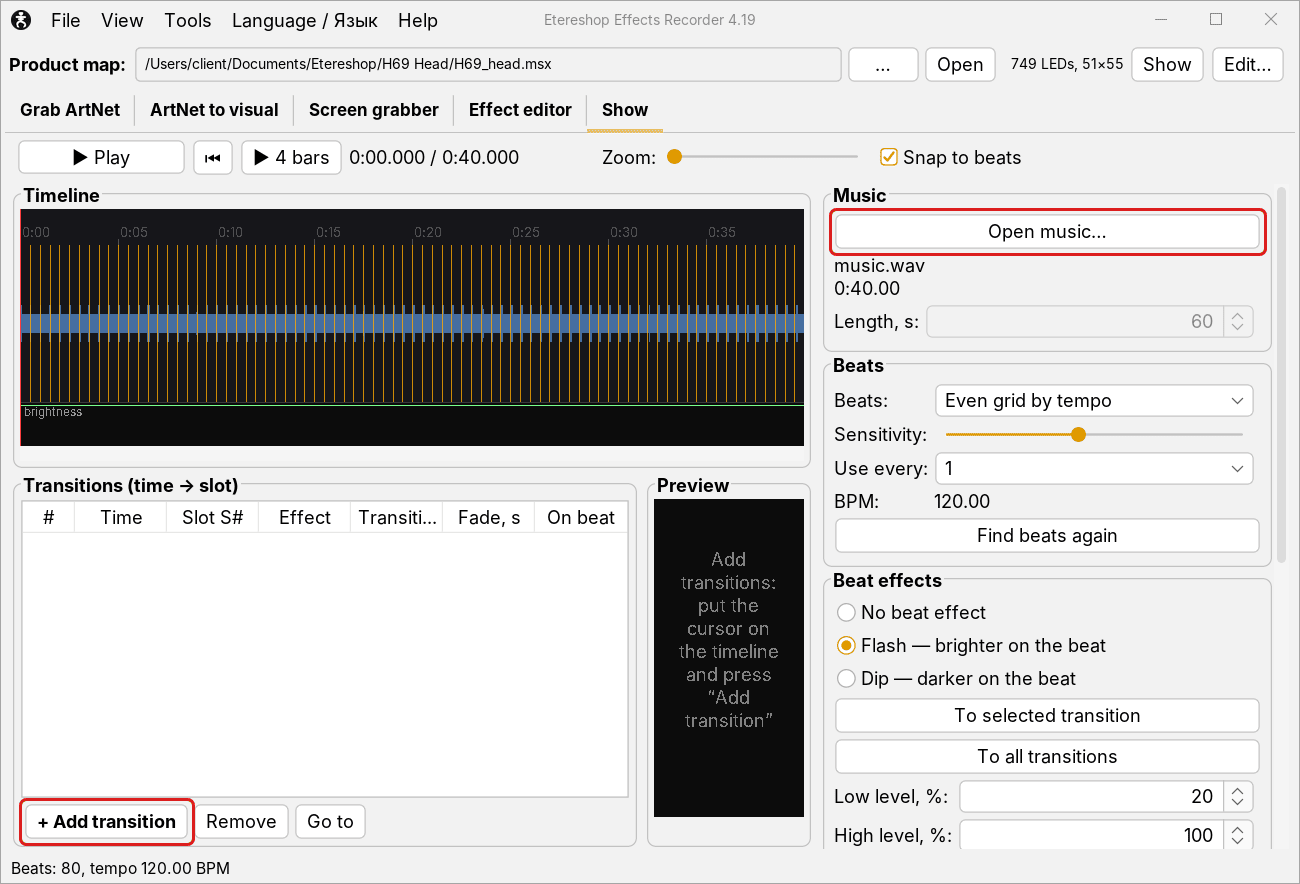 File View Tools Language / Язык Help Etereshop Effects Recorder 4.19
Product map: /Users/client/Documents/Etereshop/H69 Head/H69_head.msx ... Open 749 LEDs, 51×55 Show Edit...
Grab ArtNet ArtNet to visual Screen grabber Effect editor Show
Play 4 bars 0:00.000 / 0:40.000 Zoom: Snap to beats
Timeline
0:00 0:05 0:10 0:15 0:20 0:25 0:30 0:35
brightness
Transitions (time → slot)
# Time Slot S# Effect Transiti... Fade, s On beat
+ Add transition Remove Go to
Preview
Add
transitions:
put the
cursor on
the timeline
and press
“Add
transition”
Music
Open music...
music.wav
0:40.00
Length, s: 60
Beats
Beats: Even grid by tempo
Sensitivity:
Use every: 1
BPM: 120.00
Find beats again
Beat effects
No beat effect
Flash — brighter on the beat
Dip — darker on the beat
To selected transition
To all transitions
Low level, %: 20
High level, %: 100
Beats: 80, tempo 120.00 BPM